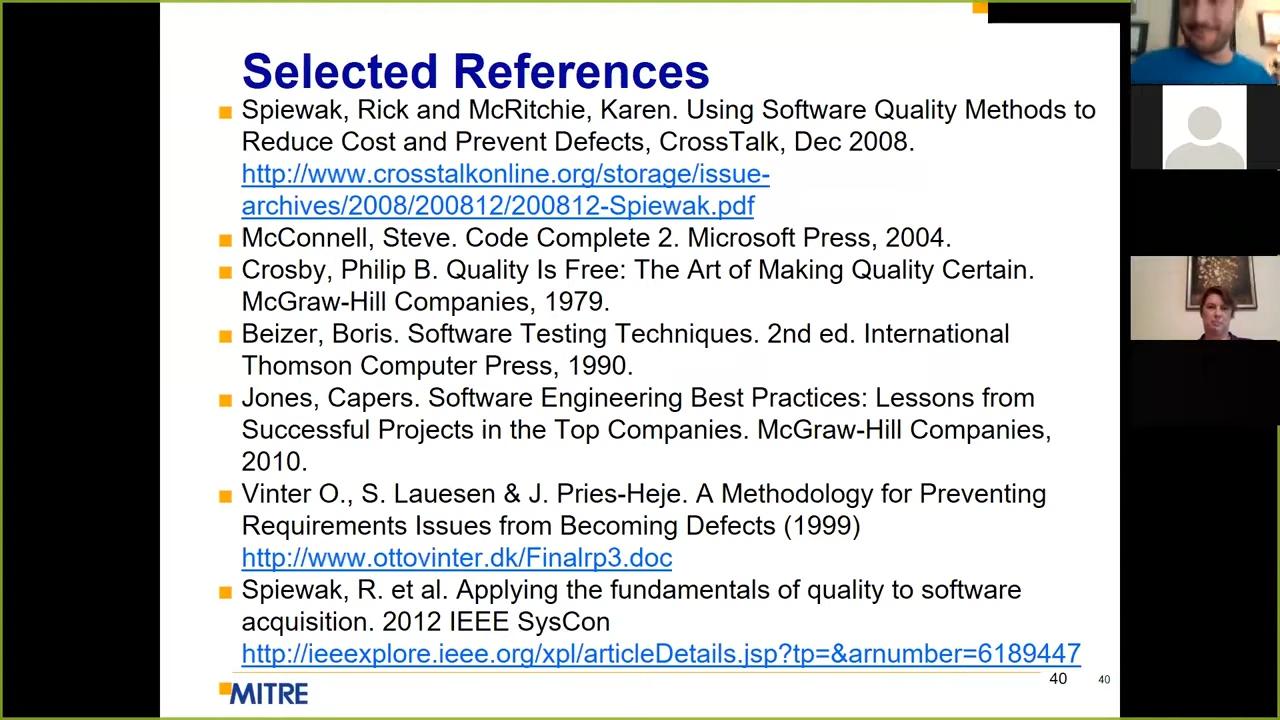 Selected References
Spiewak, Rick and McRitchie, Karen. Using Software Quality Methods to
Reduce Cost and Prevent Defects, CrossTalk, Dec 2008.
http://www.crosstalkonline.org/storage/issue-
archives/2008/200812/200812-Spiewak.pdf
McConnell, Steve. Code Complete 2. Microsoft Press, 2004.
Crosby, Philip B. Quality Is Free: The Art of Making Quality Certain.
McGraw-Hill Companies, 1979.
Beizer, Boris. Software Testing Techniques. 2nd ed. International
Thomson Computer Press, 1990.
Jones, Capers. Software Engineering Best Practices: Lessons from
Successful Projects in the Top Companies. McGraw-Hill Companies,
2010.
Vinter O., S. Lauesen & J. Pries-Heje. A Methodology for Preventing
Requirements Issues from Becoming Defects (1999)
http://www.ottovinter.dk/Finalrp3.doc
Spiewak, R. et al. Applying the fundamentals of quality to software
acquisition. 2012 IEEE SysCon
http://ieeexplore.ieee.org/xpl/articleDetails.jsp?tp=&arnumber=6189447
40 40
MITRE